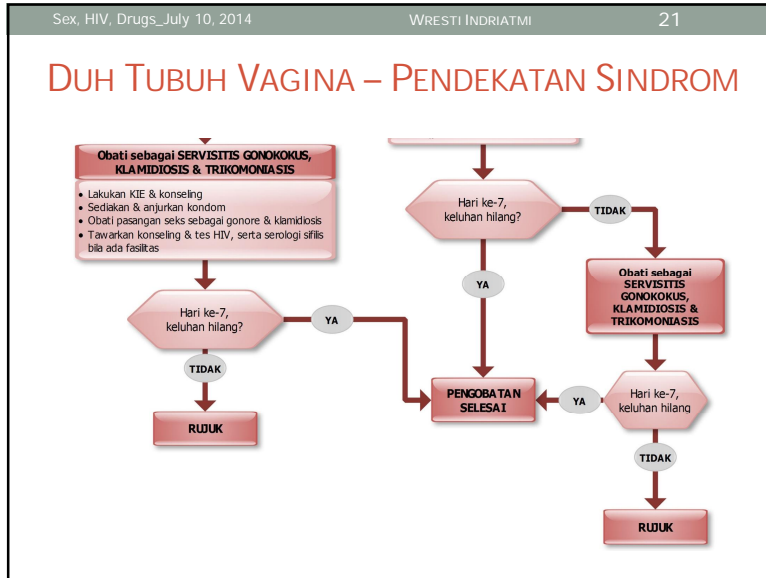 Sex, HIV, Drugs_July 10, 2014
WRESTI INDRIATMI
21
DUH TUBUH VAGINA – PENDEKATAN SINDROM
Obati sebagai SERVISITIS GONOKOKUS,
KLAMIDIOSIS & TRIKOMONIASIS
• Lakukan KIE & konseling
• Sediakan & anjurkan kondom
• Obati pasangan seks sebagai gonore & klamidiosis
• Tawarkan konseling & tes HIV, serta serologi sifilis
bila ada fasilitas
Hari ke-7,
keluhan hilang?
YA
TIDAK
RUJUK
Hari ke-7,
keluhan hilang?
TIDAK
YA
Obati sebagai
SERVISITIS
GONOKOKUS,
KLAMIDIOSIS &
TRIKOMONIASIS
PENGOBATAN
SELESAI
YA
Hari ke-7,
keluhan hilang
TIDAK
RUJUK